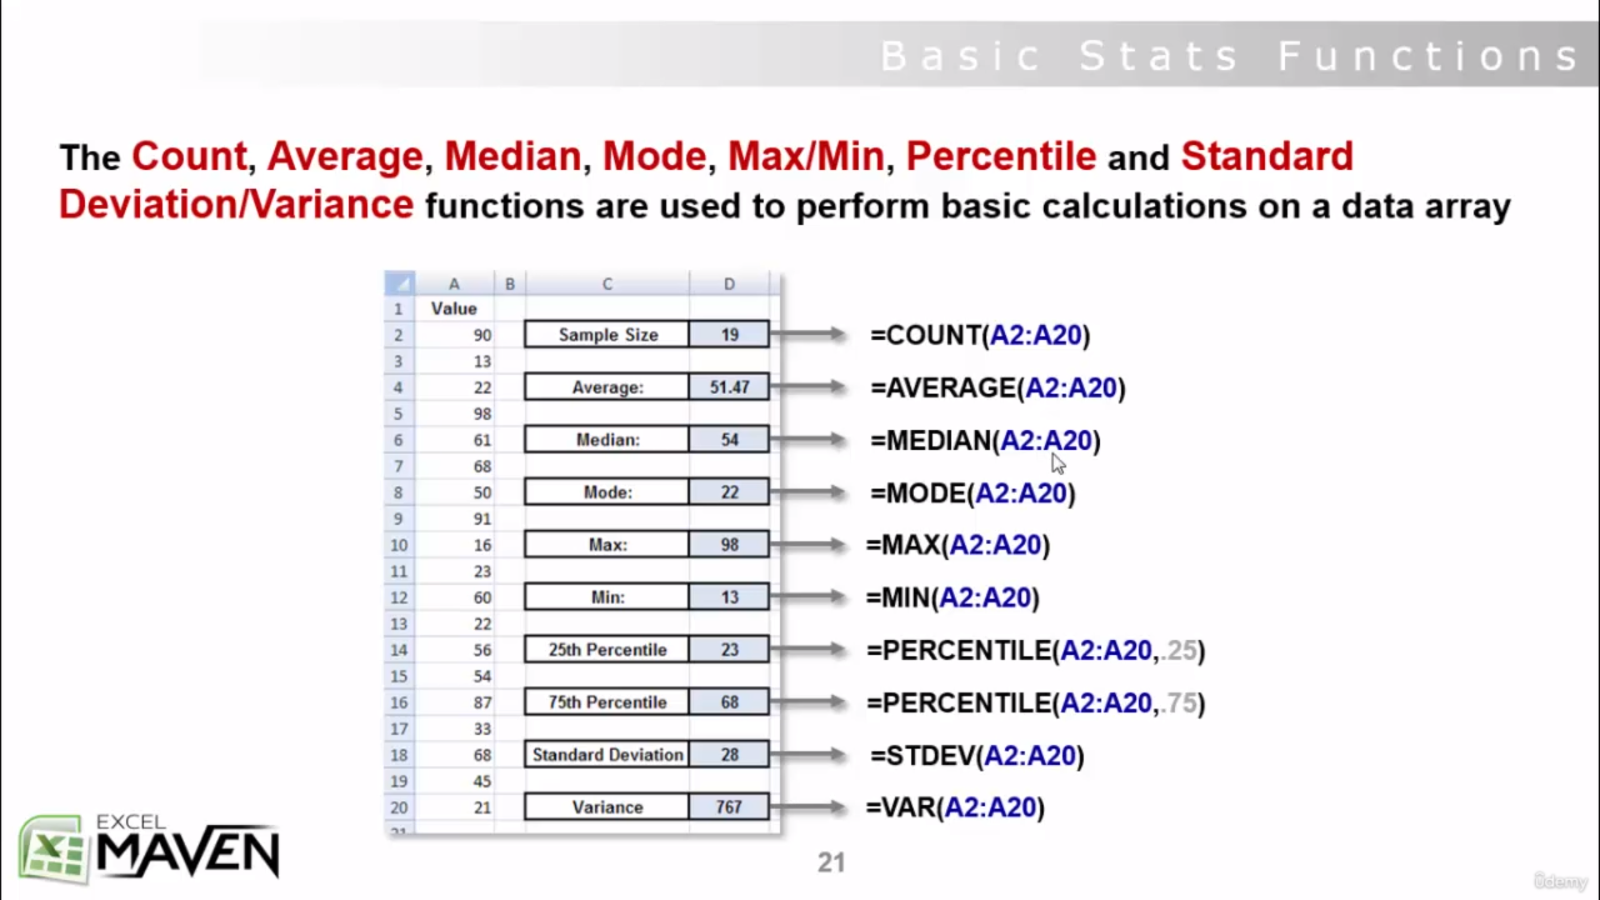 Basic Stats Functions
The Count, Average, Median, Mode, Max/Min, Percentile and Standard
Deviation/Variance functions are used to perform basic calculations on a data array
A B C D
1 Value
2 90 Sample Size 19 =COUNT(A2:A20)
3 13
4 22 Average: 51.47 =AVERAGE(A2:A20)
5 98
6 61 Median: 54 =MEDIAN(A2:A20)
7 68
8 50 Mode: 22 =MODE(A2:A20)
9 91
10 16 Max: 98 =MAX(A2:A20)
11 23
12 60 Min: 13 =MIN(A2:A20)
13 22
14 56 25th Percentile 23 =PERCENTILE(A2:A20,.25)
15 54
16 87 75th Percentile 68 =PERCENTILE(A2:A20,.75)
17 33
18 68 Standard Deviation 28 =STDEV(A2:A20)
19 45
20 21 Variance 767 =VAR(A2:A20)
21
EXCEL
MAVEN
21
ûdemy